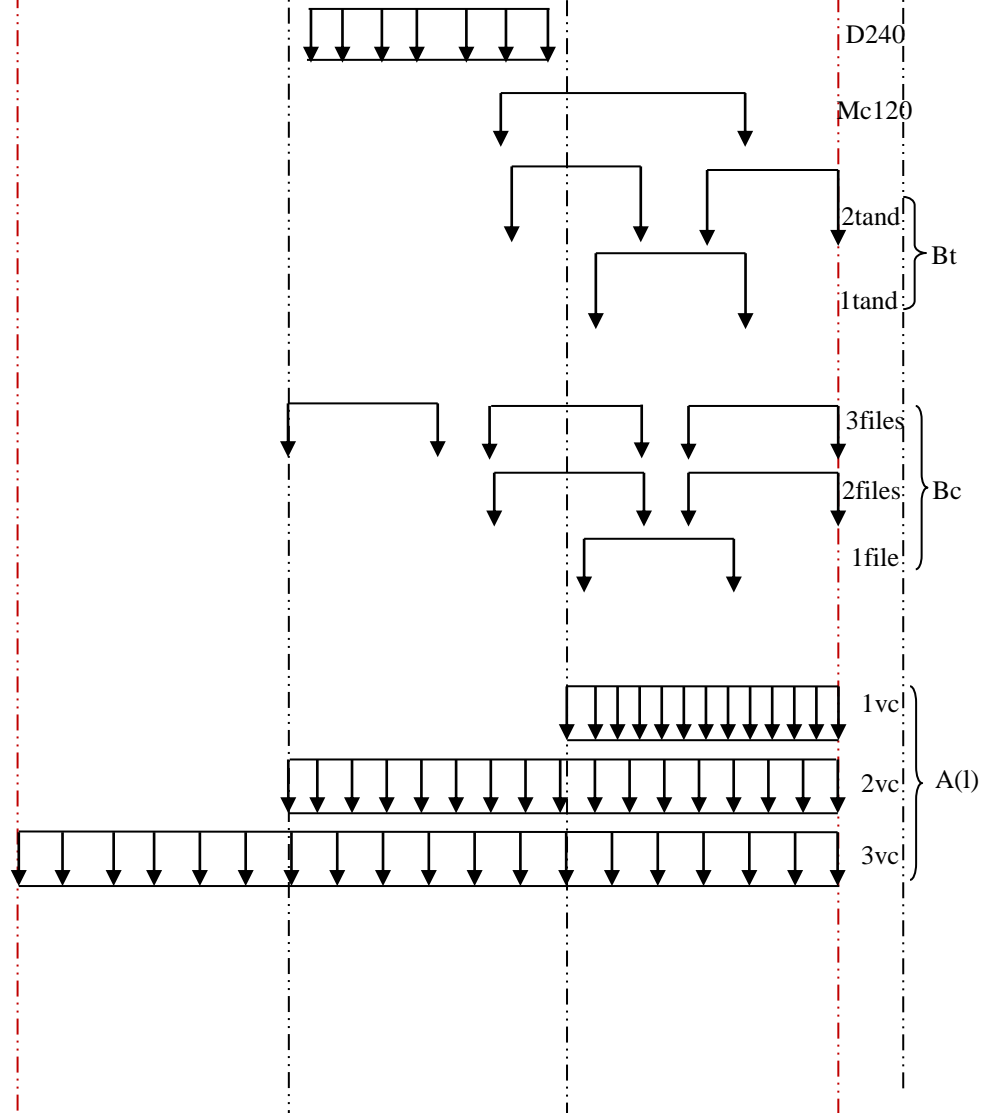 D240
Mc120
2tand
Bt
1tand
3files
2files
Bc
1file
1vc
2vc
A(l)
3vc